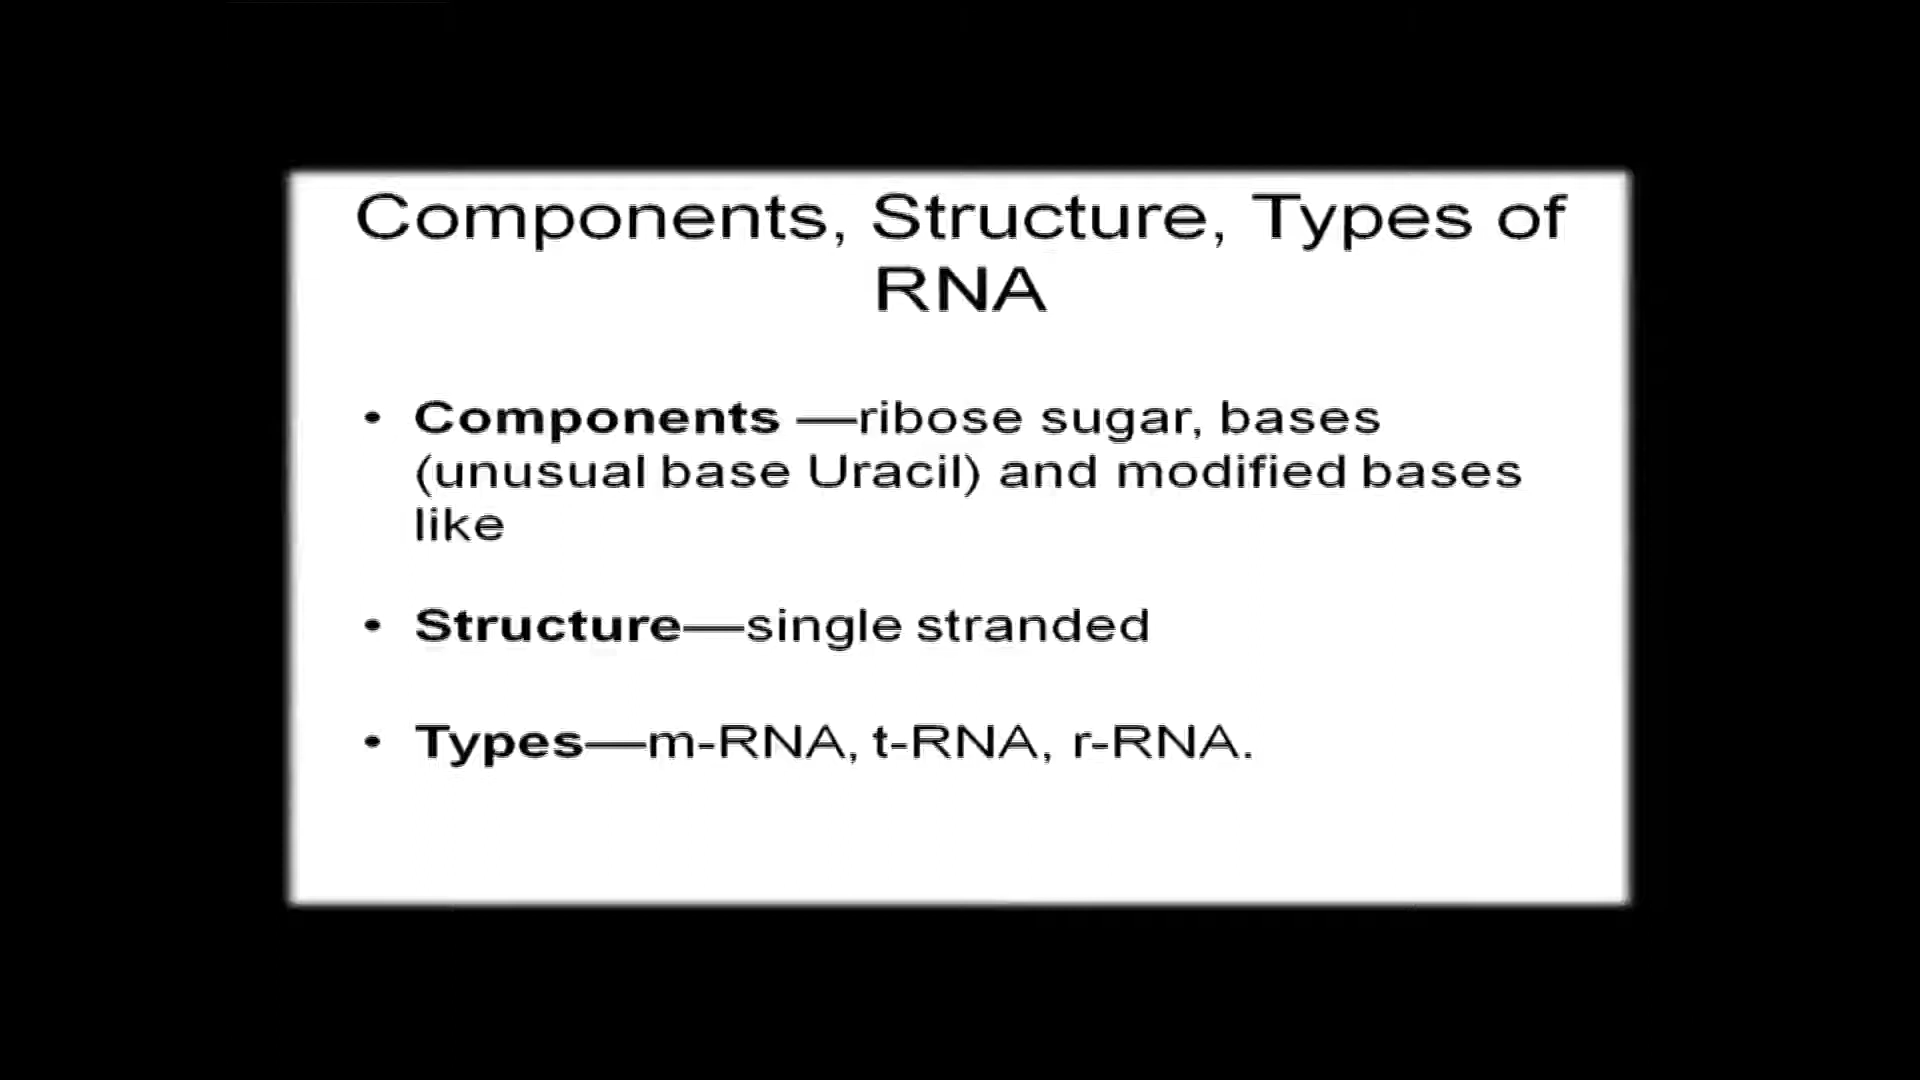 Components, Structure, Types of
RNA
• Components —ribose sugar, bases
(unusual base Uracil) and modified bases
like
• Structure—single stranded
• Types—m-RNA, t-RNA, r-RNA.